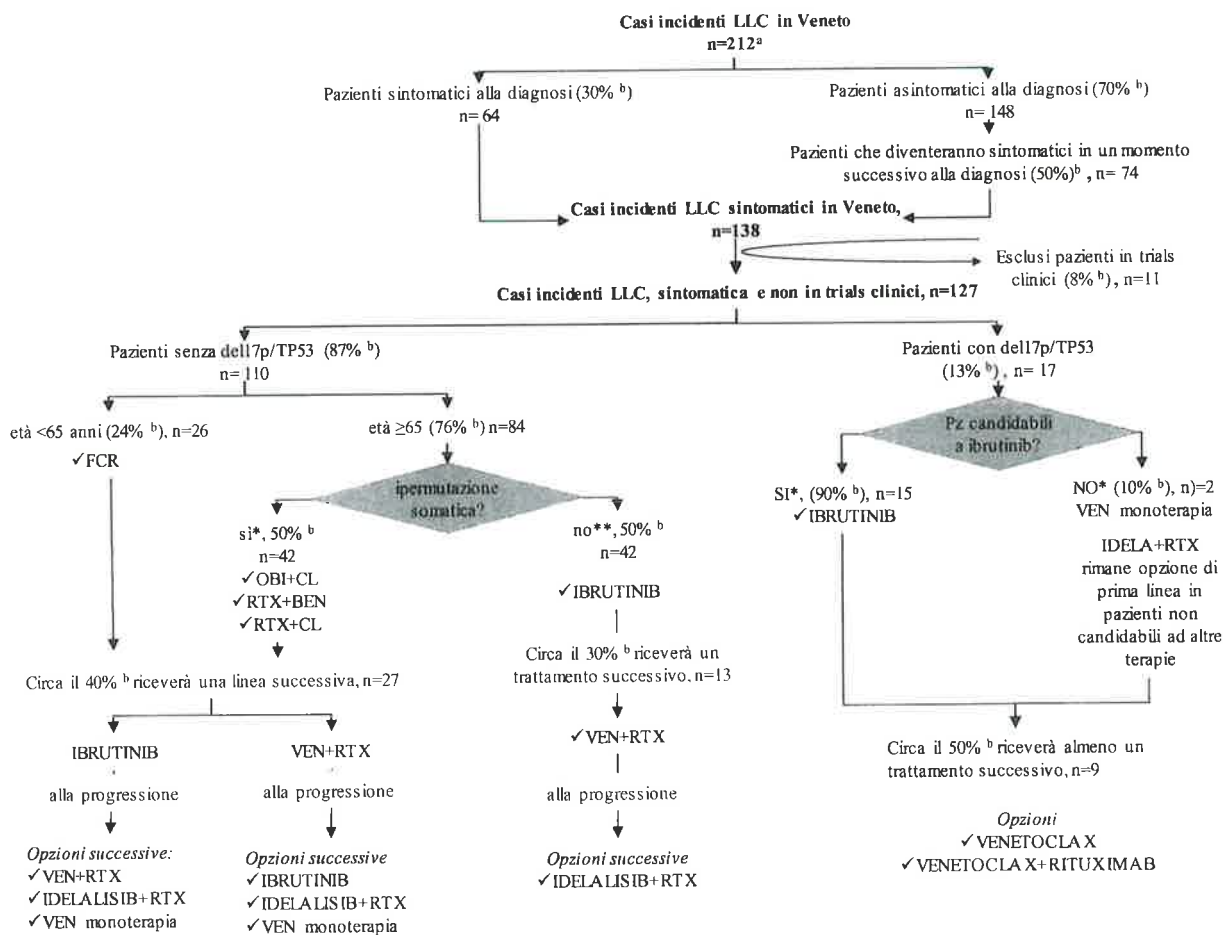 Casi incidenti LLC in Veneto
n=212ª
Pazienti sintomatici alla diagnosi (30% ᵇ)
n= 64
Pazienti asintomatici alla diagnosi (70% ᵇ)
n= 148
Pazienti che diventeranno sintomatici in un momento
successivo alla diagnosi (50%)ᵇ , n= 74
Casi incidenti LLC sintomatici in Veneto,
n=138
Esclusi pazienti in trials
clinici (8% ᵇ), n=11
Casi incidenti LLC, sintomatica e non in trials clinici, n=127
Pazienti senza del17p/TP53 (87% ᵇ)
n= 110
Pazienti con del17p/TP53
(13% ᵇ), n= 17
età <65 anni (24% ᵇ), n=26
✓FCR
età ≥65 (76% ᵇ) n=84
ipermutazione
somatica?
sì*, 50% ᵇ
n=42
✓OBI+CL
✓RTX+BEN
✓RTX+CL
no**, 50% ᵇ
n=42
✓IBRUTINIB
Pz candidabili
a ibrutinib?
SI*, (90% ᵇ), n=15
✓IBRUTINIB
NO* (10% ᵇ), n)=2
VEN monoterapia
IDELA+RTX
rimane opzione di
prima linea in
pazienti non
candidabili ad altre
terapie
Circa il 40% ᵇ riceverà una linea successiva, n=27
Circa il 30% ᵇ riceverà un
trattamento successivo, n=13
Circa il 50% ᵇ riceverà almeno un
trattamento successivo, n=9
IBRUTINIB
alla progressione
Opzioni successive:
✓VEN+RTX
✓IDELALISIB+RTX
✓VEN monoterapia
VEN+RTX
alla progressione
Opzioni successive
✓IBRUTINIB
✓IDELALISIB+RTX
✓VEN monoterapia
✓VEN+RTX
alla progressione
Opzioni successive
✓IDELALISIB+RTX
Opzioni
✓VENETOCLAX
✓VENETOCLAX+RITUXIMAB